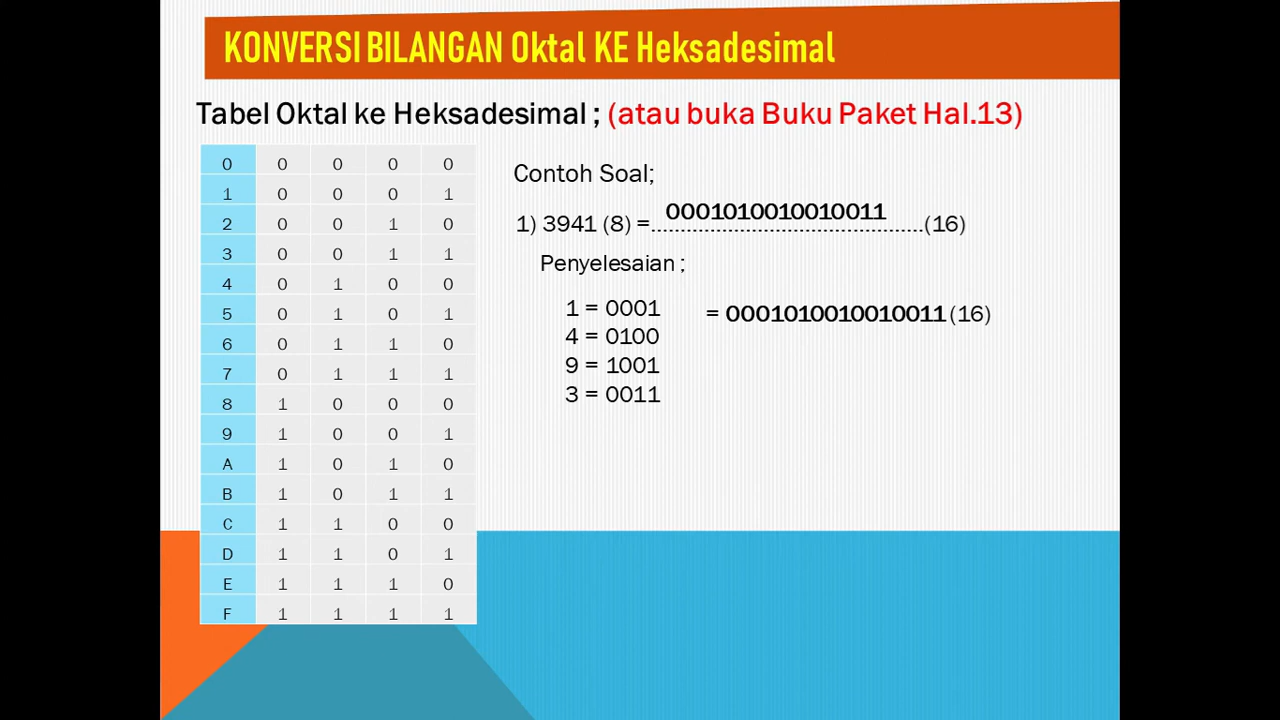 KONVERSI BILANGAN Oktal KE Heksadesimal
Tabel Oktal ke Heksadesimal ; (atau buka Buku Paket Hal.13)
0 0 0 0 0
1 0 0 0 1
2 0 0 1 0
3 0 0 1 1
4 0 1 0 0
5 0 1 0 1
6 0 1 1 0
7 0 1 1 1
8 1 0 0 0
9 1 0 0 1
A 1 0 1 0
B 1 0 1 1
C 1 1 0 0
D 1 1 0 1
E 1 1 1 0
F 1 1 1 1
Contoh Soal;
0001010010010011
1) 3941 (8) =...............................................(16)
Penyelesaian ;
1 = 0001
4 = 0100
9 = 1001
3 = 0011
= 0001010010010011(16)